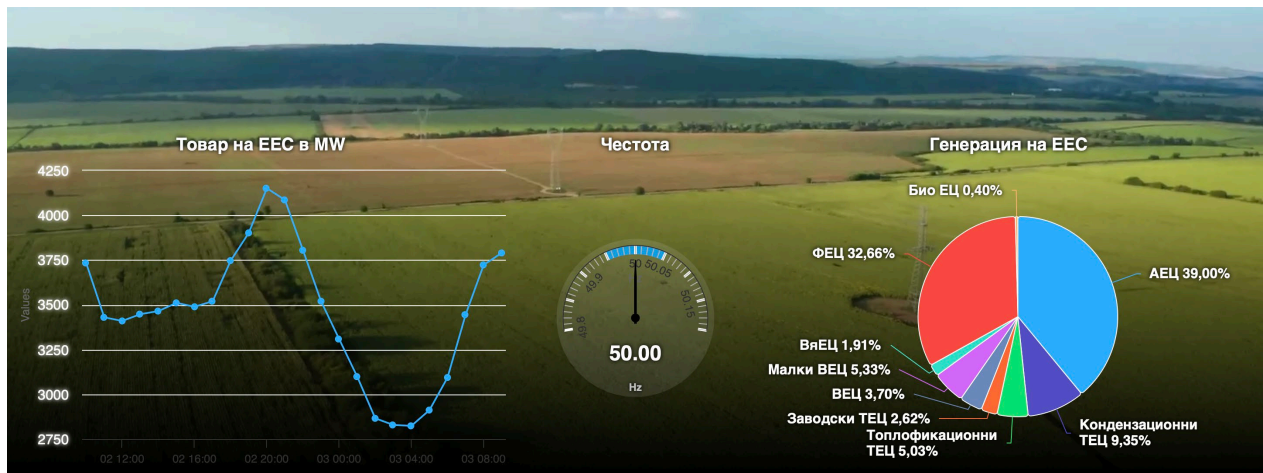 Товар на ЕЕС в MW
Values
4250
4000
3750
3500
3250
3000
2750
02 12:00
02 16:00
02 20:00
03 00:00
03 04:00
03 08:00
Честота
49.8
49.9
50
50.05
50.15
50.00
Hz
Генерация на ЕЕС
Био ЕЦ 0,40%
ФЕЦ 32,66%
АЕЦ 39,00%
ВяЕЦ 1,91%
Малки ВЕЦ 5,33%
ВЕЦ 3,70%
Заводски ТЕЦ 2,62%
Топлофикационни
ТЕЦ 5,03%
Кондензационни
ТЕЦ 9,35%